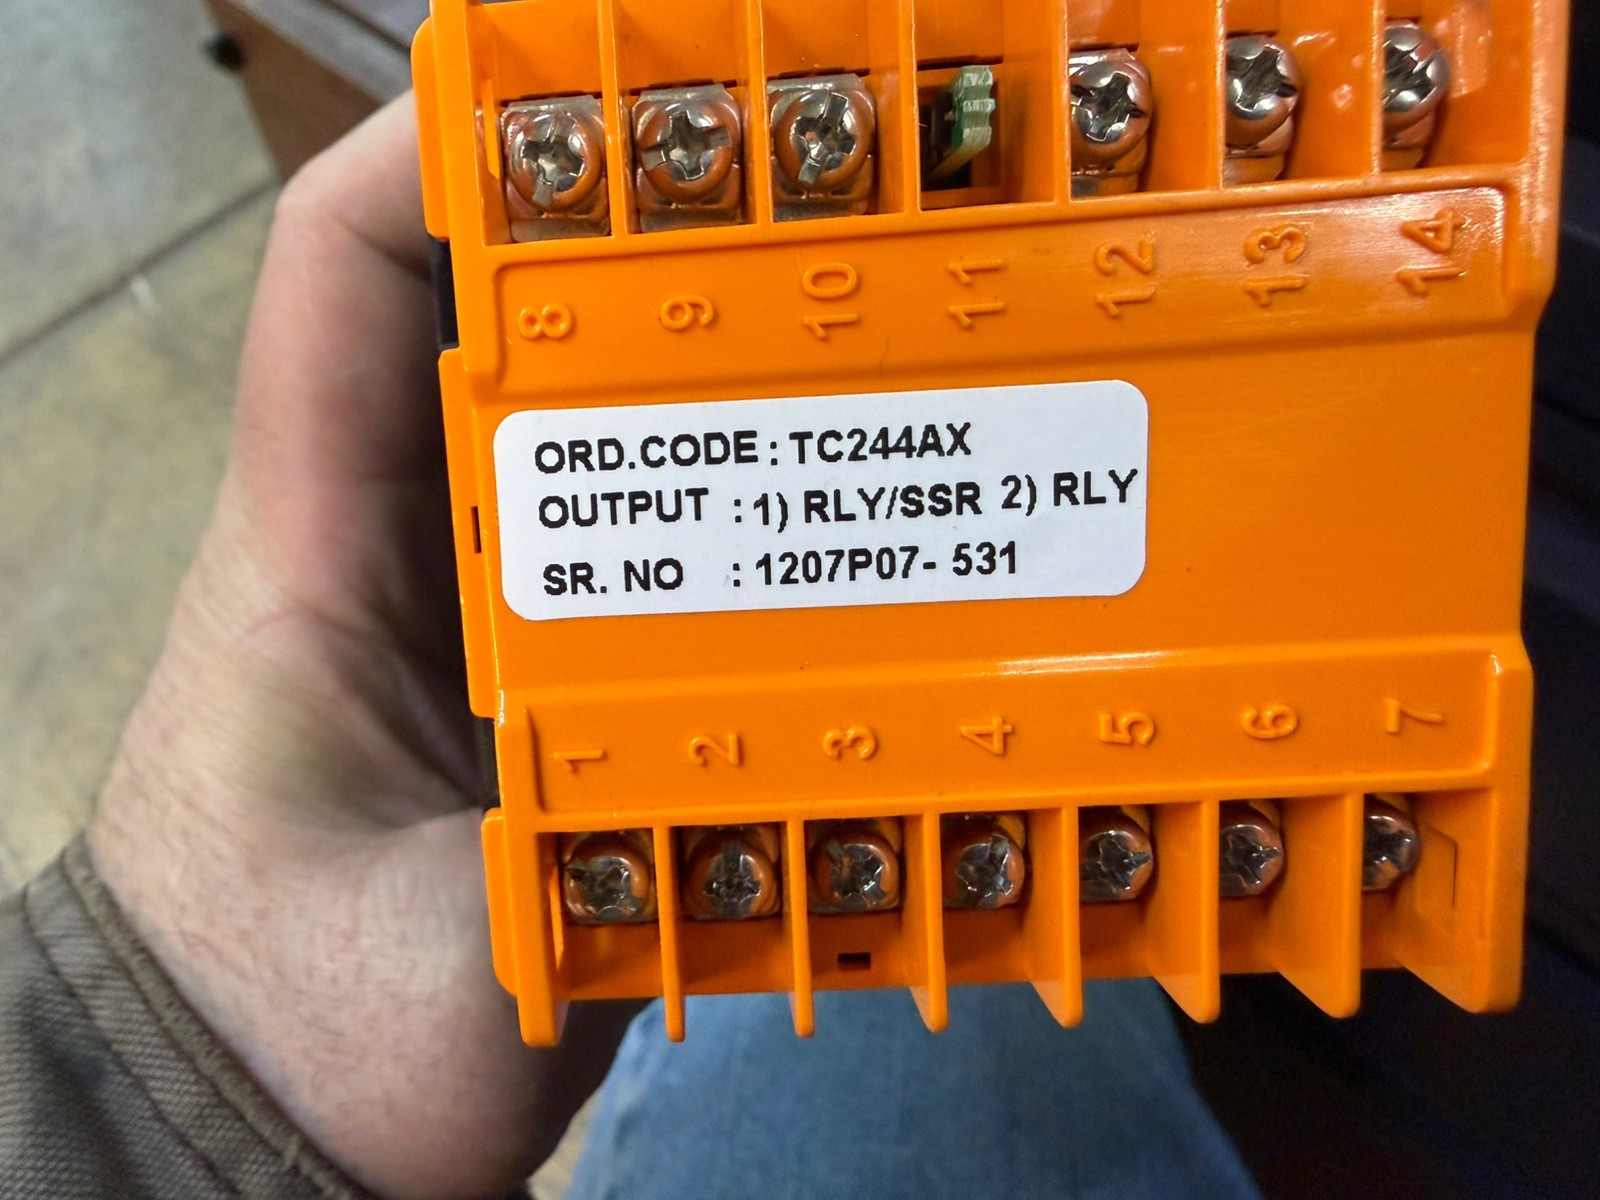 8 9 10 11 12 13 14
ORD.CODE : TC244AX
OUTPUT : 1) RLY/SSR 2) RLY
SR. NO : 1207P07- 531
1 2 3 4 5 6 7